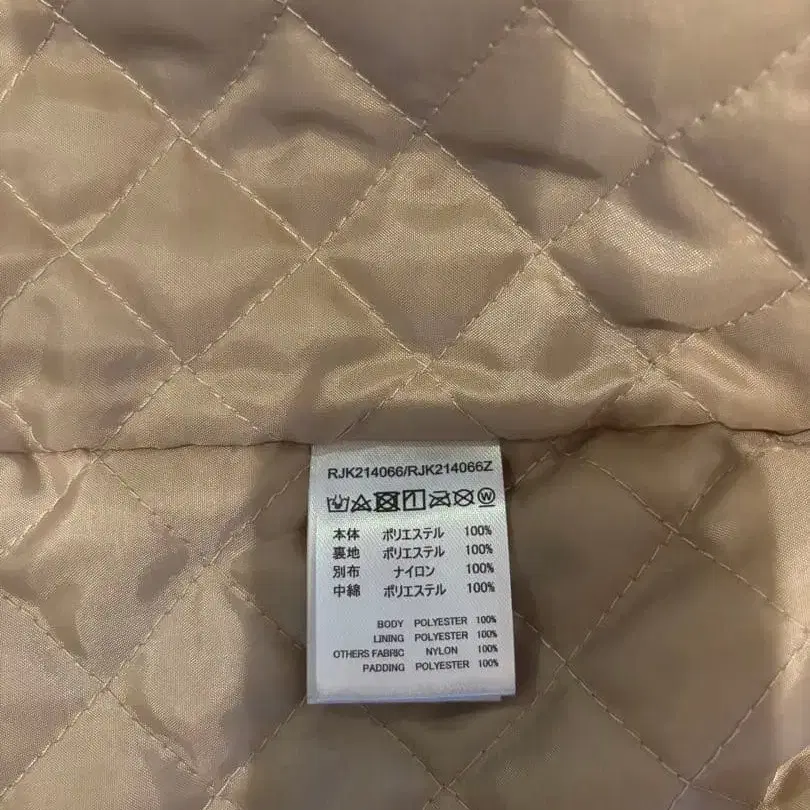 RJK214066/RJK214066Z
W
本体 ポリエステル 100%
裏地 ポリエステル 100%
別布 ナイロン 100%
中綿 ポリエステル 100%
BODY POLYESTER 100%
LINING POLYESTER 100%
OTHERS FABRIC NYLON 100%
PADDING POLYESTER 100%